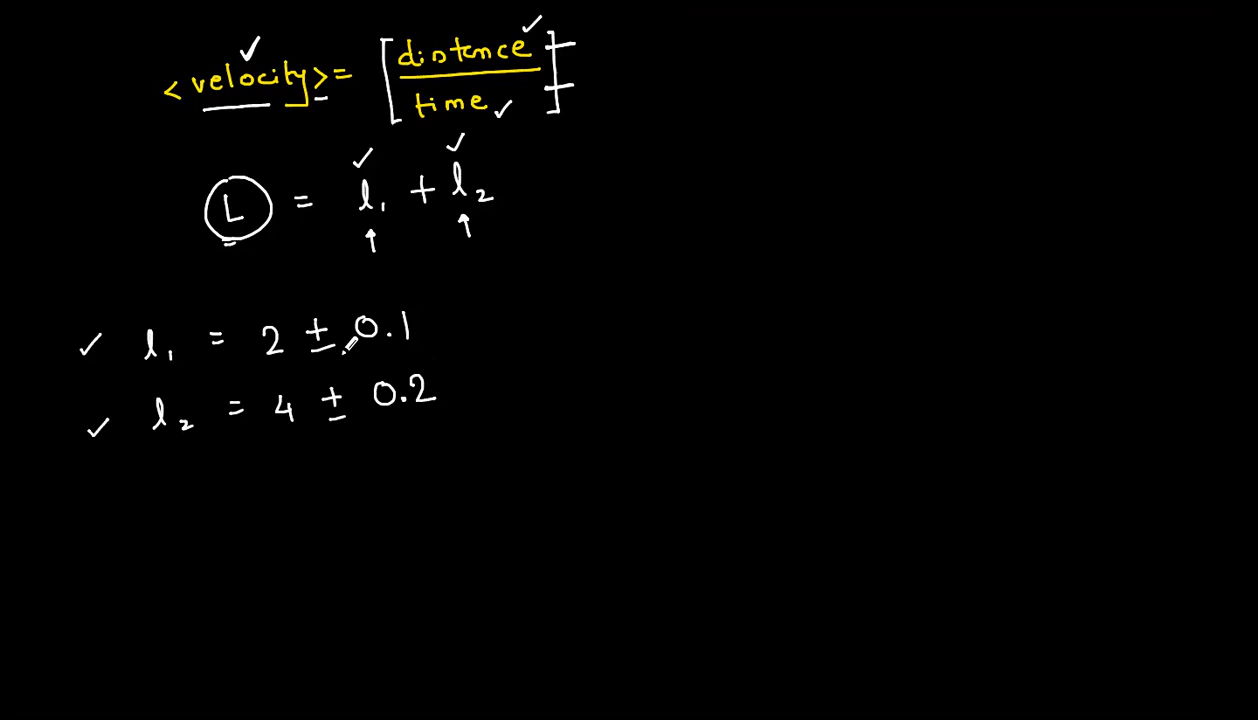 <velocity> = [distance / time]
L = l₁ + l₂
l₁ = 2 ± 0.1
l₂ = 4 ± 0.2